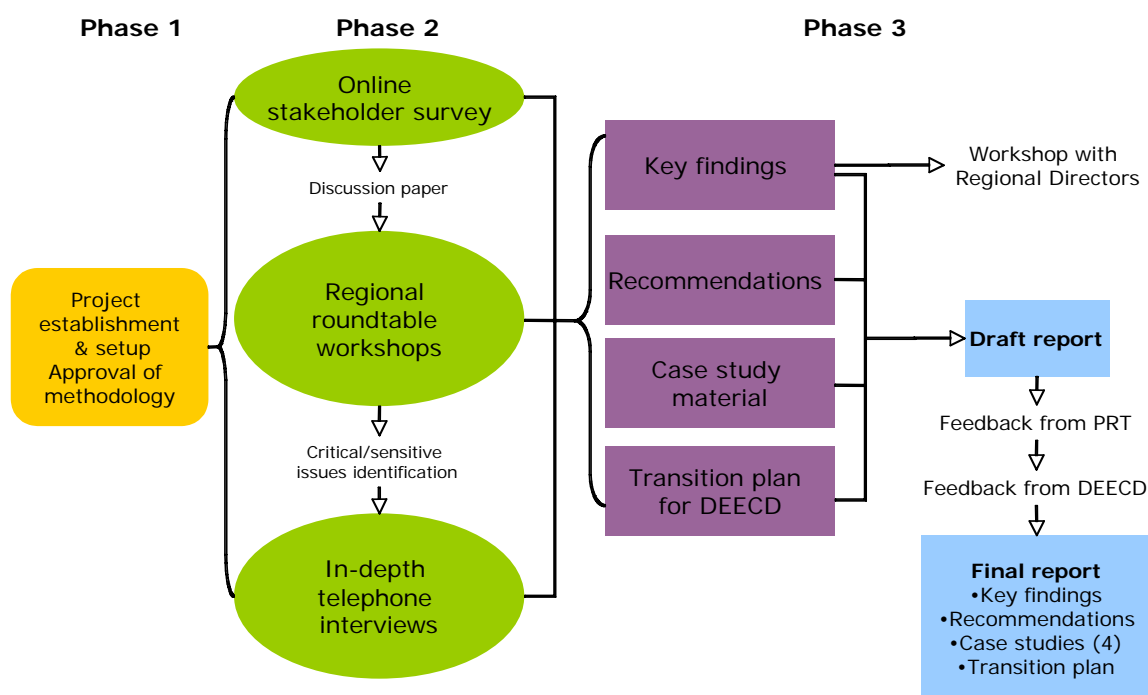 Phase 1
Phase 2
Phase 3
Project
establishment
& setup
Approval of
methodology
Online
stakeholder survey
Discussion paper
Regional
roundtable
workshops
Critical/sensitive
issues identification
In-depth
telephone
interviews
Key findings
Recommendations
Case study
material
Transition plan
for DEECD
Workshop with
Regional Directors
Draft report
Feedback from PRT
Feedback from DEECD
Final report
•Key findings
•Recommendations
•Case studies (4)
•Transition plan